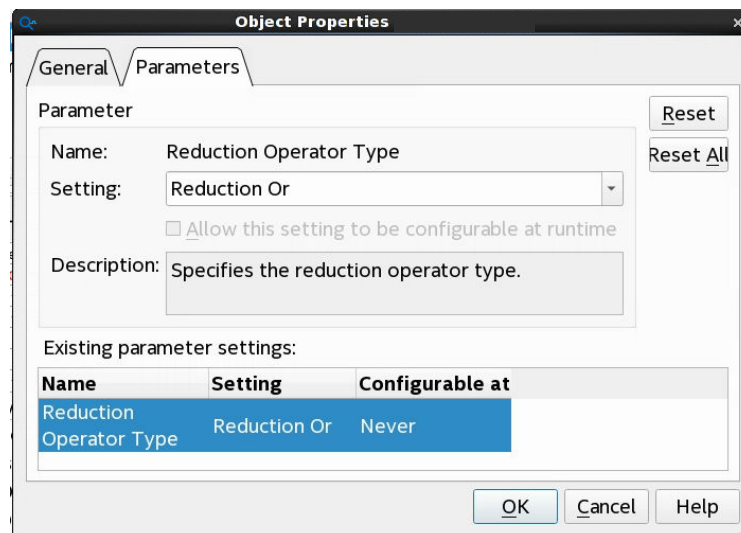 Object Properties
General Parameters
Parameter
Reset
Name: Reduction Operator Type
Reset All
Setting: Reduction Or
Allow this setting to be configurable at runtime
Description: Specifies the reduction operator type.
Existing parameter settings:
Name Setting Configurable at
Reduction
Operator Type Reduction Or Never
OK Cancel Help